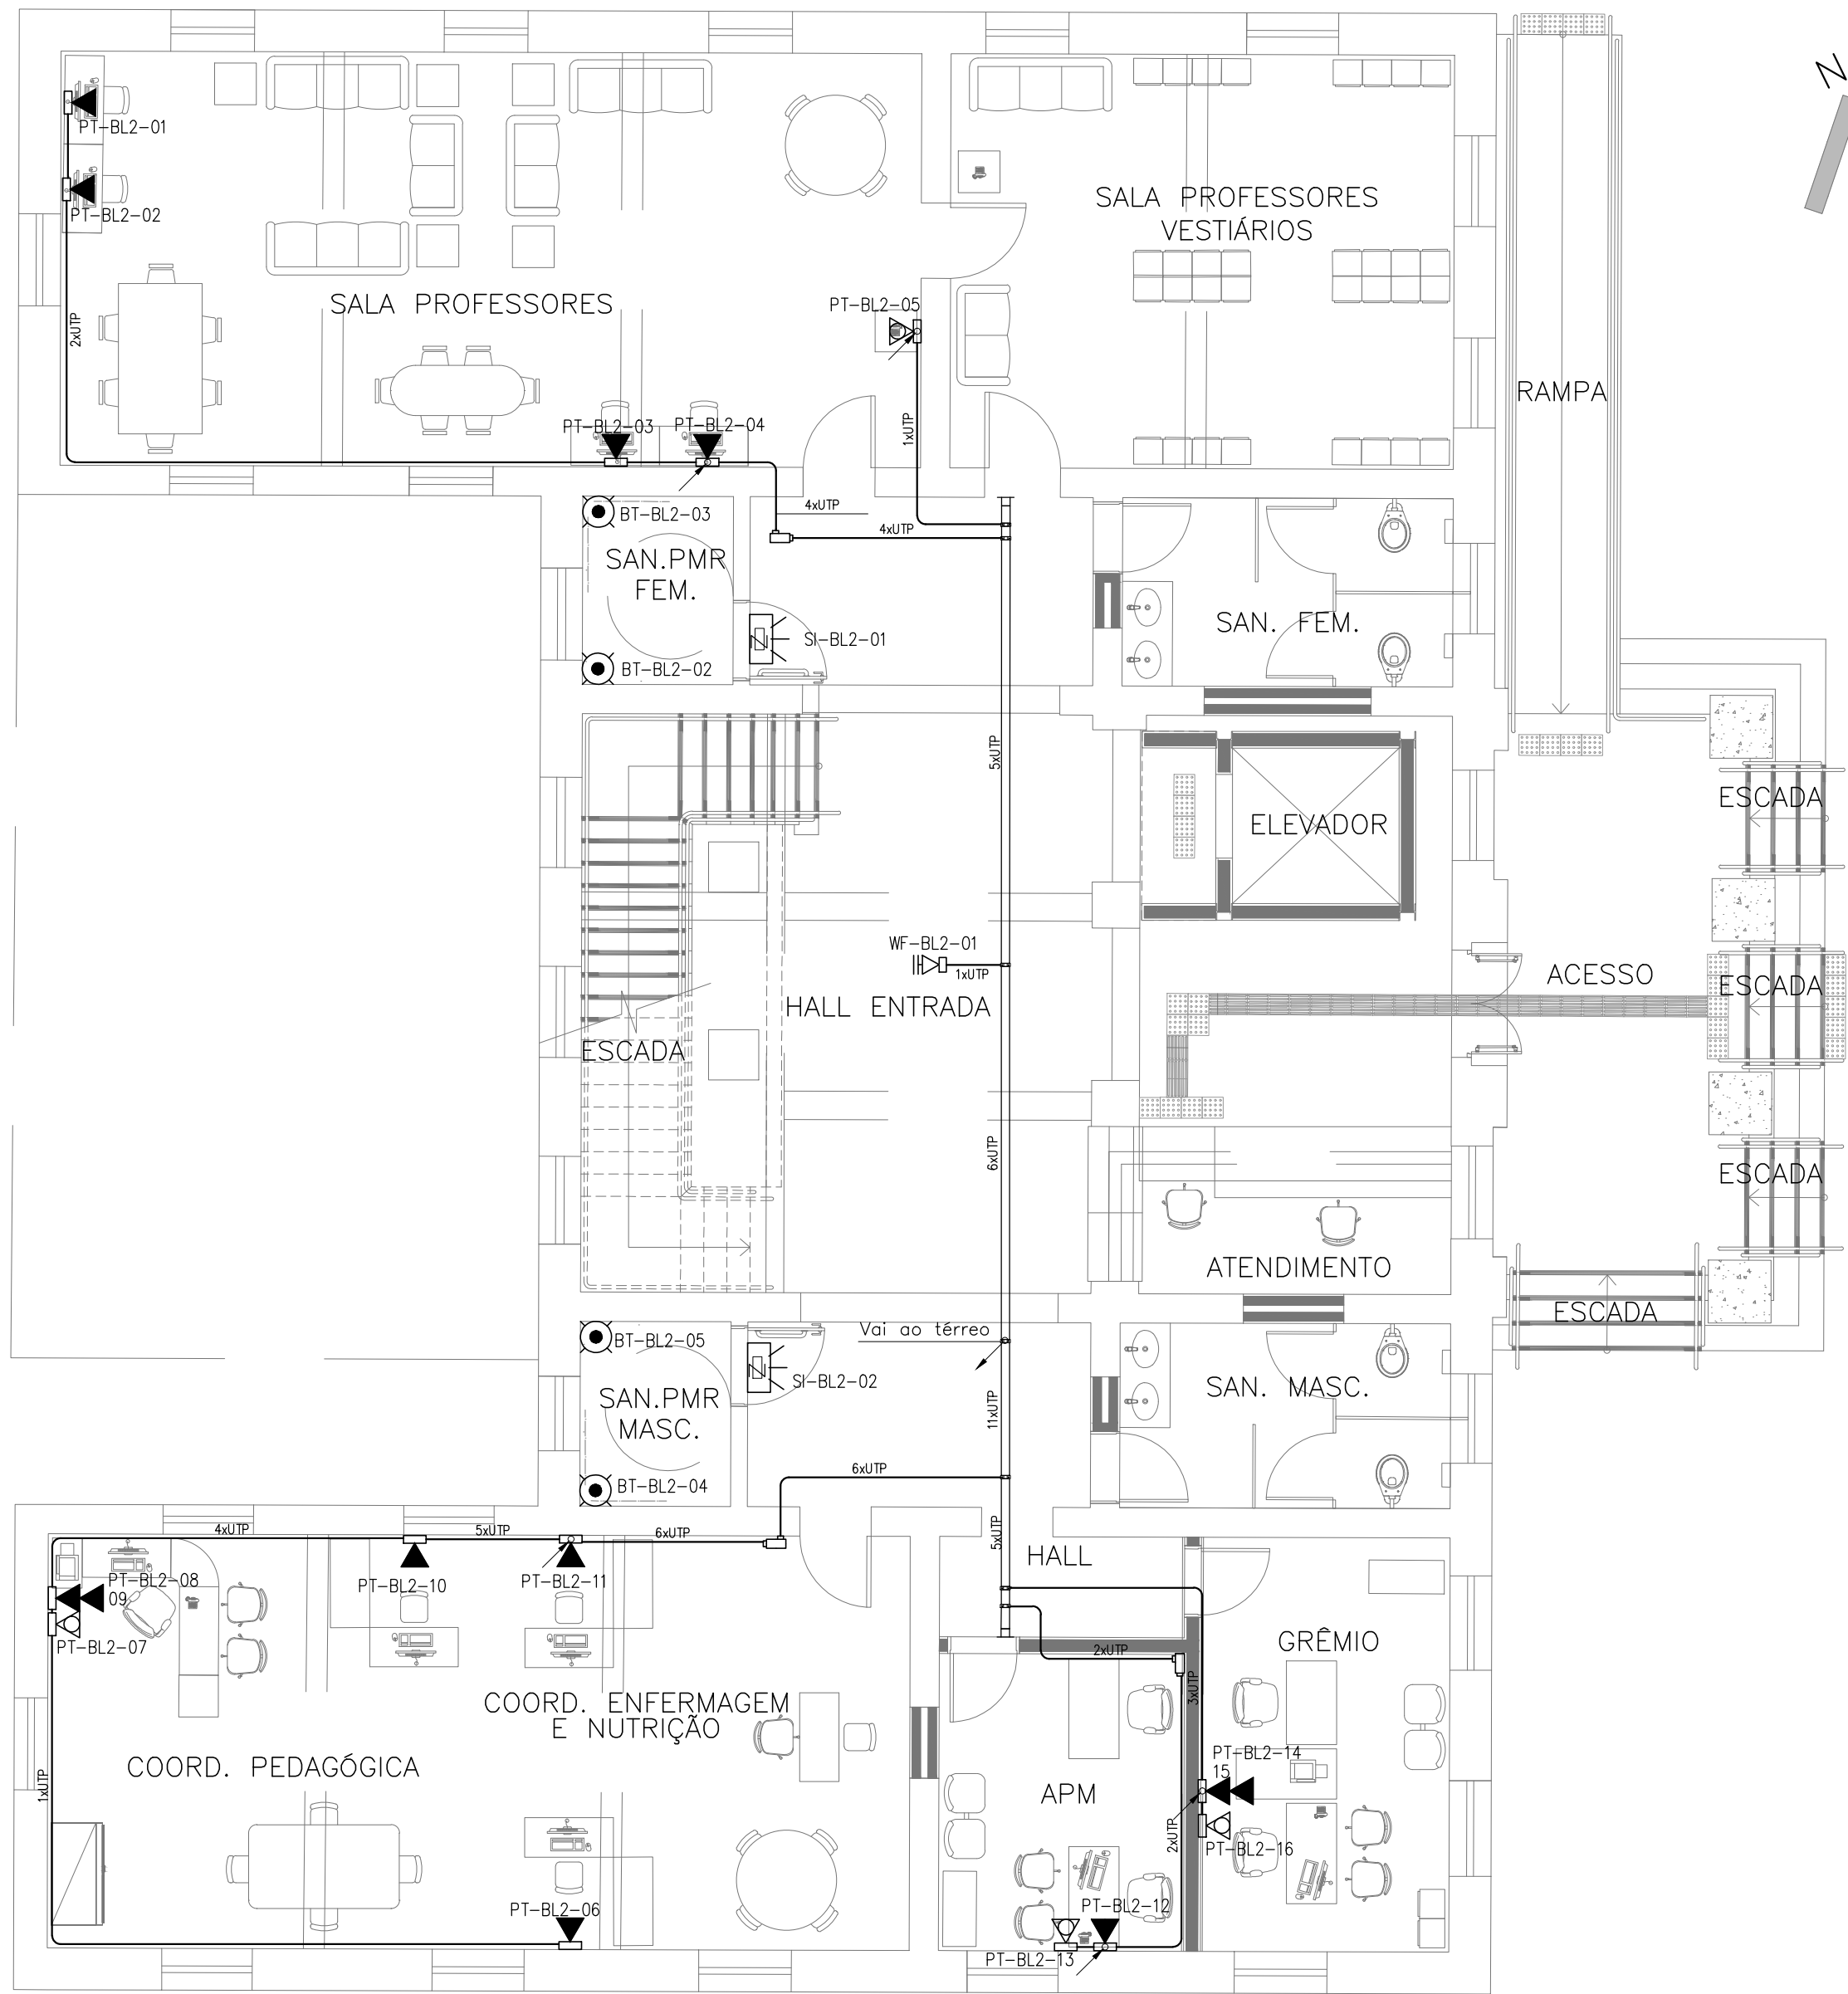 N
PT-BL2-01
PT-BL2-02
SALA PROFESSORES
VESTIÁRIOS
SALA PROFESSORES
PT-BL2-05
2xUTP
RAMPA
PT-BL2-03
PT-BL2-04
1xUTP
4xUTP
4xUTP
BT-BL2-03
SAN.PMR
FEM.
SAN. FEM.
SI-BL2-01
BT-BL2-02
5xUTP
ESCADA
ELEVADOR
WF-BL2-01
1xUTP
ACESSO
ESCADA
HALL ENTRADA
ESCADA
6xUTP
ESCADA
ATENDIMENTO
ESCADA
Vai ao térreo
BT-BL2-05
SI-BL2-02
SAN.PMR
MASC.
SAN. MASC.
11xUTP
6xUTP
BT-BL2-04
4xUTP
5xUTP
6xUTP
5xUTP
HALL
PT-BL2-08
09
PT-BL2-10
PT-BL2-11
PT-BL2-07
GRÊMIO
2xUTP
3xUTP
COORD. ENFERMAGEM
E NUTRIÇÃO
COORD. PEDAGÓGICA
1xUTP
PT-BL2-14
15
APM
2xUTP
PT-BL2-16
PT-BL2-06
PT-BL2-12
PT-BL2-13